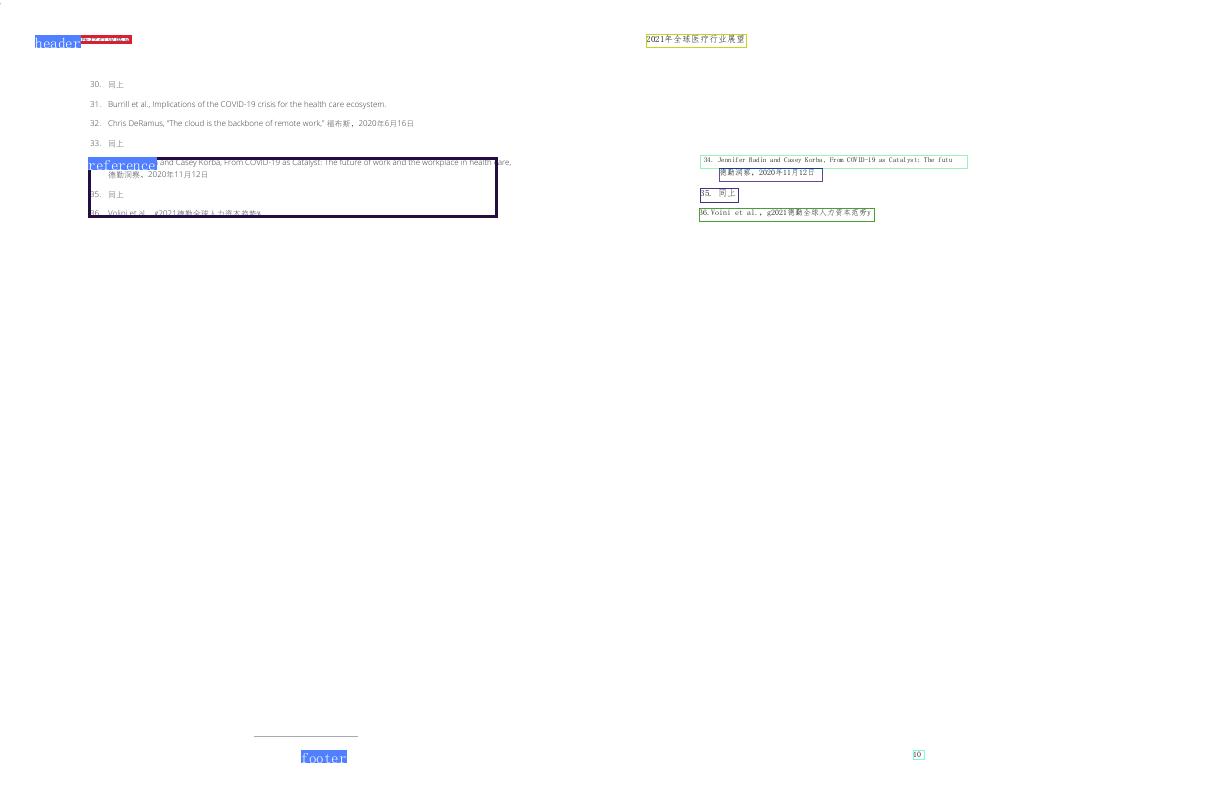 header
2021年全球医疗行业展望
30. 同上
31. Burrill et al., Implications of the COVID-19 crisis for the health care ecosystem.
32. Chris DeRamus, "The cloud is the backbone of remote work," 福布斯，2020年6月16日
33. 同上
reference and Casey Korba, From COVID-19 as Catalyst: The future of work and the workplace in health care,
德勤洞察，2020年11月12日
35. 同上
36. Volini et al., g2021德勤全球人力资本趋势y
34. Jennifer Radin and Casey Korba, From COVID-19 as Catalyst: The futu
德勤洞察，2020年11月12日
35. 同上
36.Voini et al., g2021德勤全球人力资本范势y
footer
10